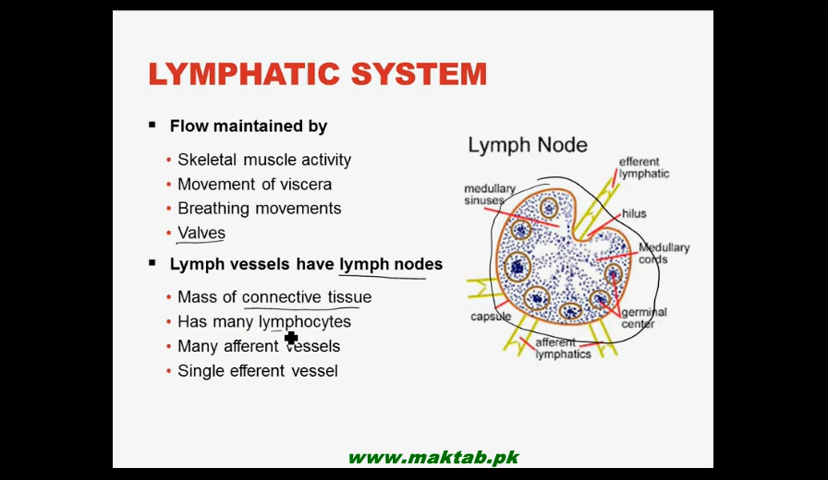 LYMPHATIC SYSTEM
Flow maintained by
Skeletal muscle activity
Movement of viscera
Breathing movements
Valves
Lymph vessels have lymph nodes
Mass of connective tissue
Has many lymphocytes
Many afferent vessels
Single efferent vessel
Lymph Node
efferent
lymphatic
medullary
sinuses
hilus
Medullary
cords
capsule
germinal
center
afferent
lymphatics
www.maktab.pk